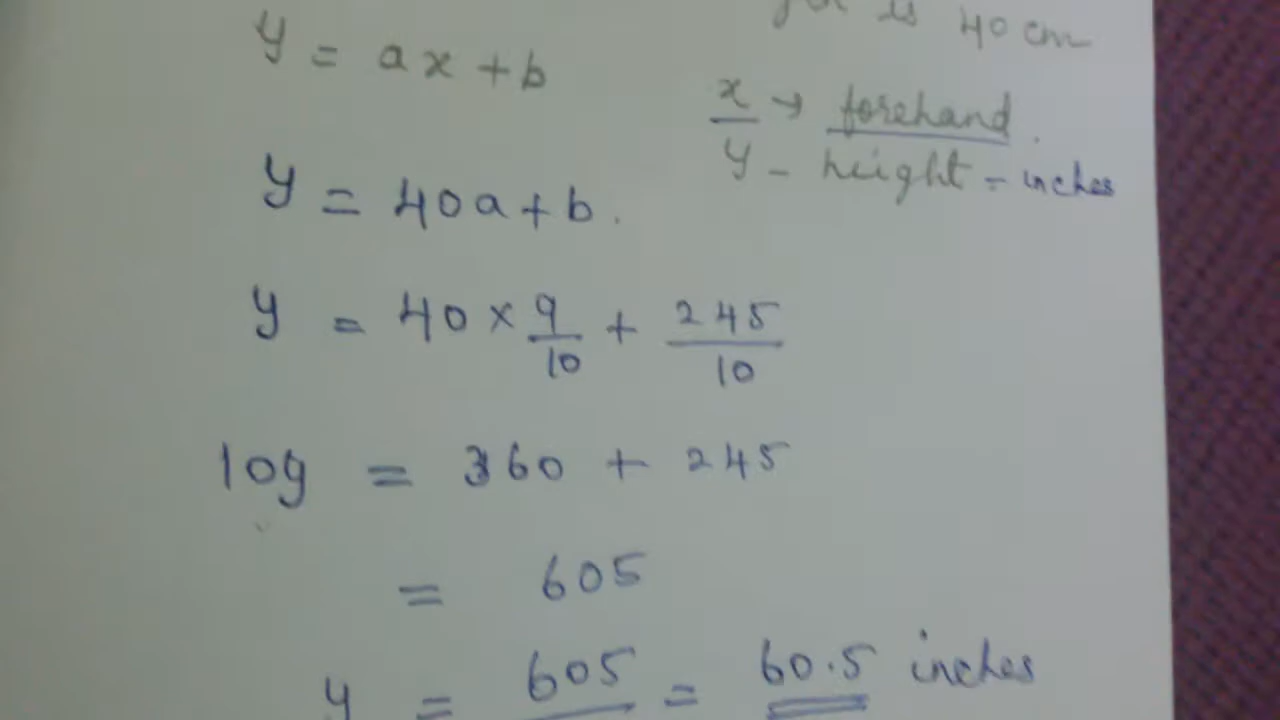 is 40 cm
y = ax + b
x → forehand.
y - height = inches
y = 40a + b.
y = 40 × 9/10 + 245/10
10y = 360 + 245
= 605
y = 605 = 60.5 inches